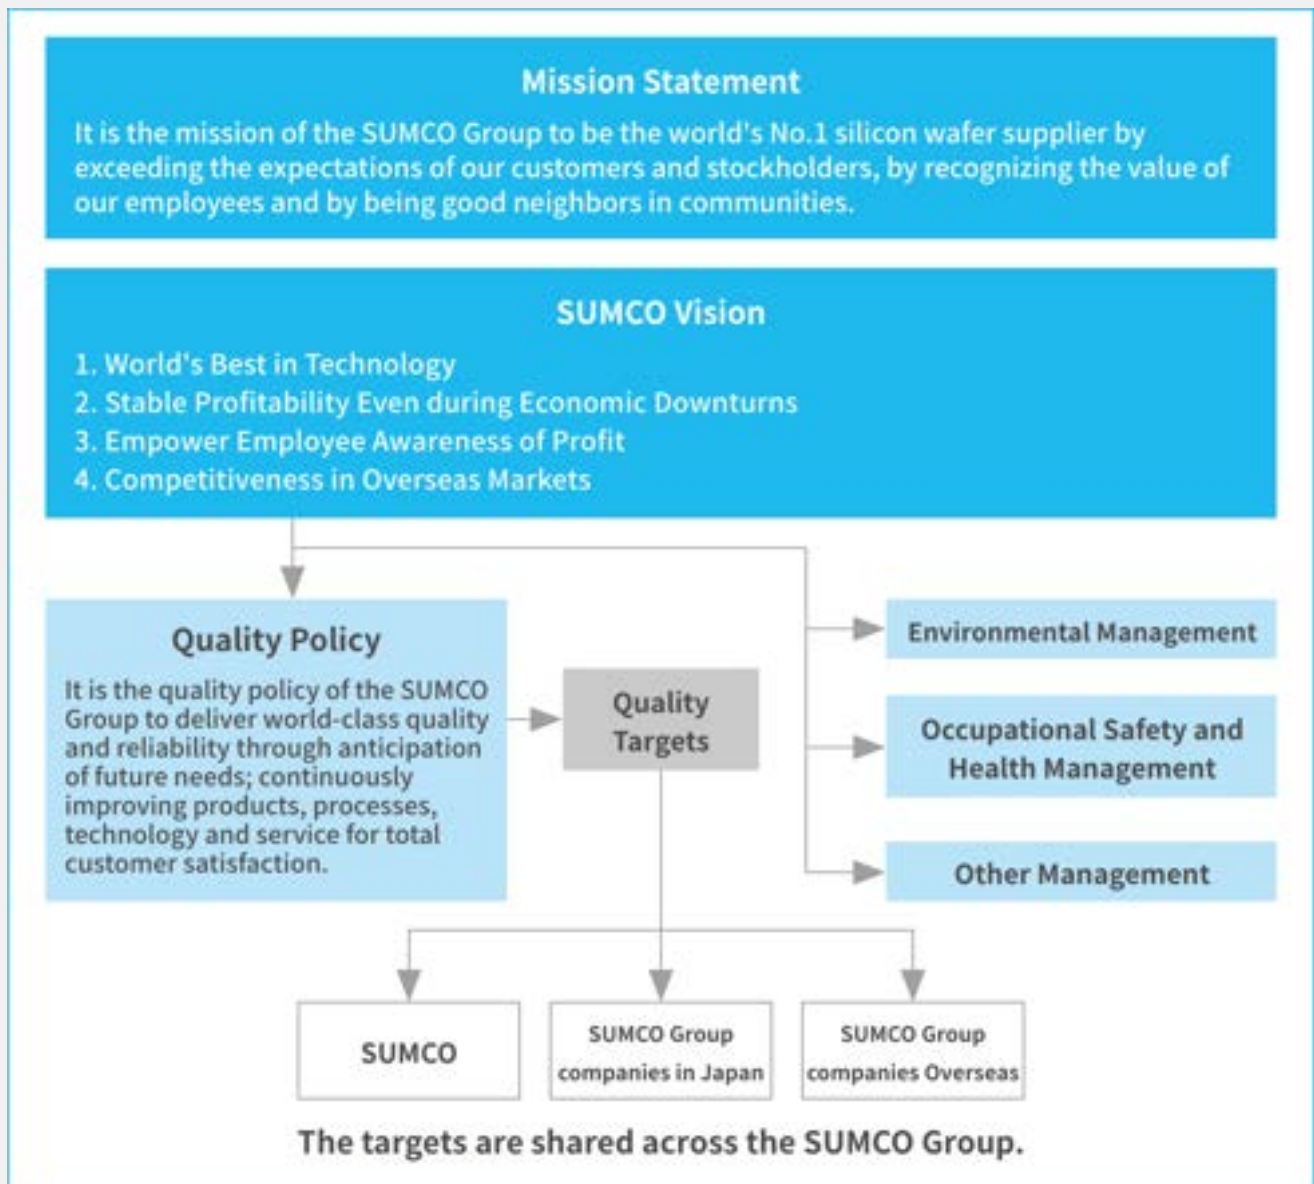 Mission Statement
It is the mission of the SUMCO Group to be the world's No.1 silicon wafer supplier by
exceeding the expectations of our customers and stockholders, by recognizing the value of
our employees and by being good neighbors in communities.
SUMCO Vision
1. World's Best in Technology
2. Stable Profitability Even during Economic Downturns
3. Empower Employee Awareness of Profit
4. Competitiveness in Overseas Markets
Quality Policy
It is the quality policy of the SUMCO
Group to deliver world-class quality
and reliability through anticipation
of future needs; continuously
improving products, processes,
technology and service for total
customer satisfaction.
Quality
Targets
Environmental Management
Occupational Safety and
Health Management
Other Management
SUMCO
SUMCO Group
companies in Japan
SUMCO Group
companies Overseas
The targets are shared across the SUMCO Group.